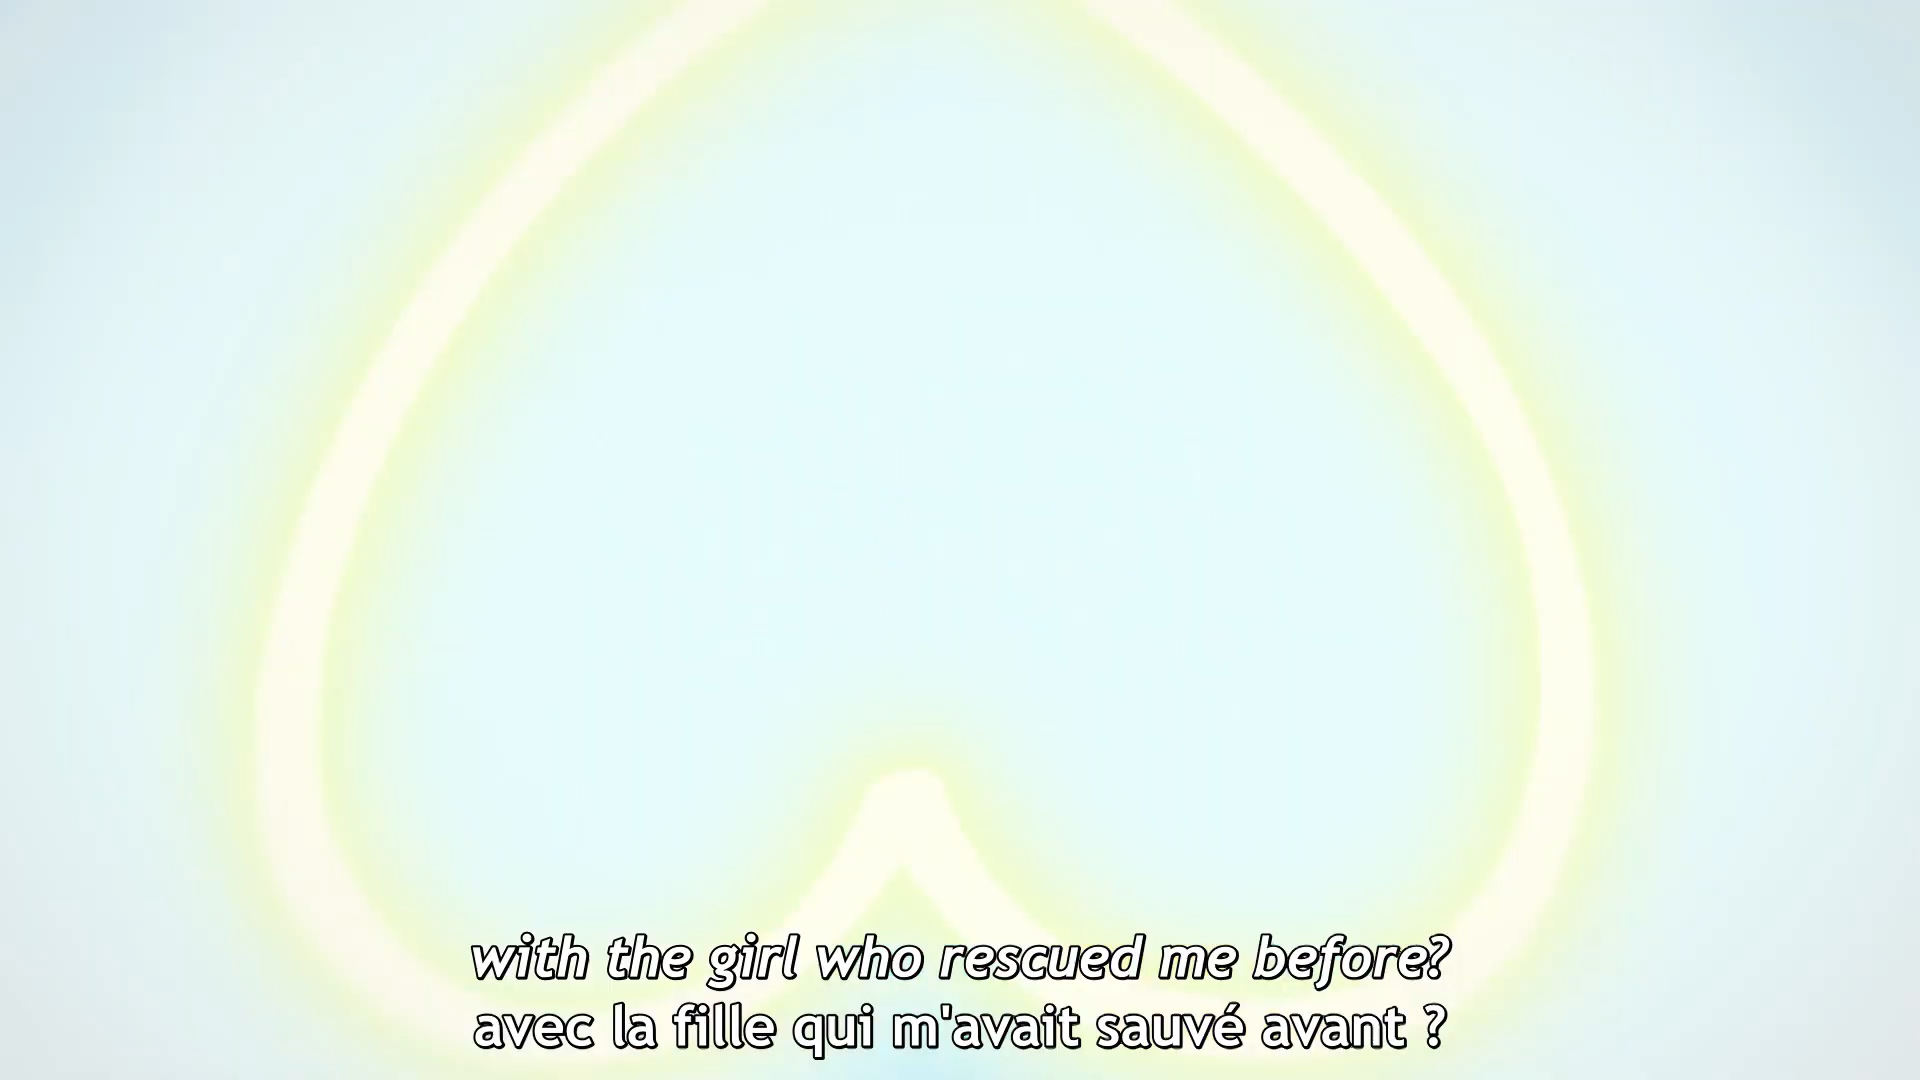 with the girl who rescued me before?
avec la fille qui m'avait sauvé avant ?